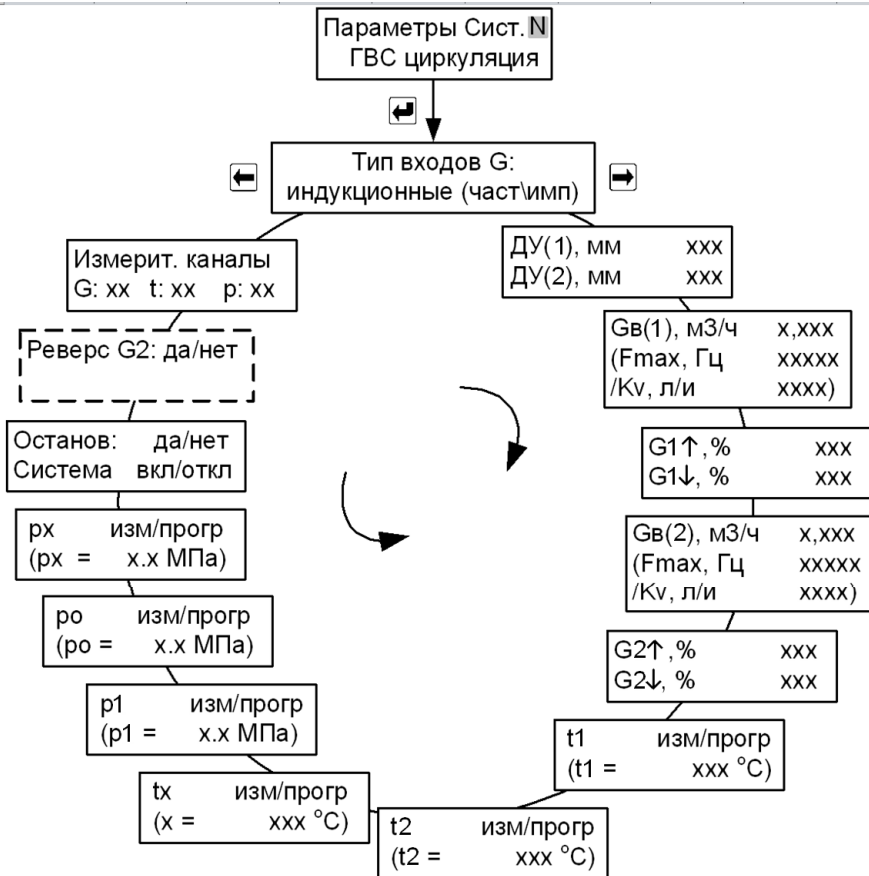 Параметры Сист. N
ГВС циркуляция
Тип входов G:
индукционные (част\имп)
Измерит. каналы
G: xx t: xx p: xx
Реверс G2: да/нет
Останов: да/нет
Система вкл/откл
px изм/прогр
(px = x.x МПа)
po изм/прогр
(po = x.x МПа)
p1 изм/прогр
(p1 = x.x МПа)
tx изм/прогр
(x = xxx °C)
t2 изм/прогр
(t2 = xxx °C)
t1 изм/прогр
(t1 = xxx °C)
G2↑,% xxx
G2↓, % xxx
Gв(2), м3/ч x,xxx
(Fmax, Гц xxxxx
/Kv, л/и xxxx)
G1↑,% xxx
G1↓, % xxx
Gв(1), м3/ч x,xxx
(Fmax, Гц xxxxx
/Kv, л/и xxxx)
ДУ(1), мм xxx
ДУ(2), мм xxx